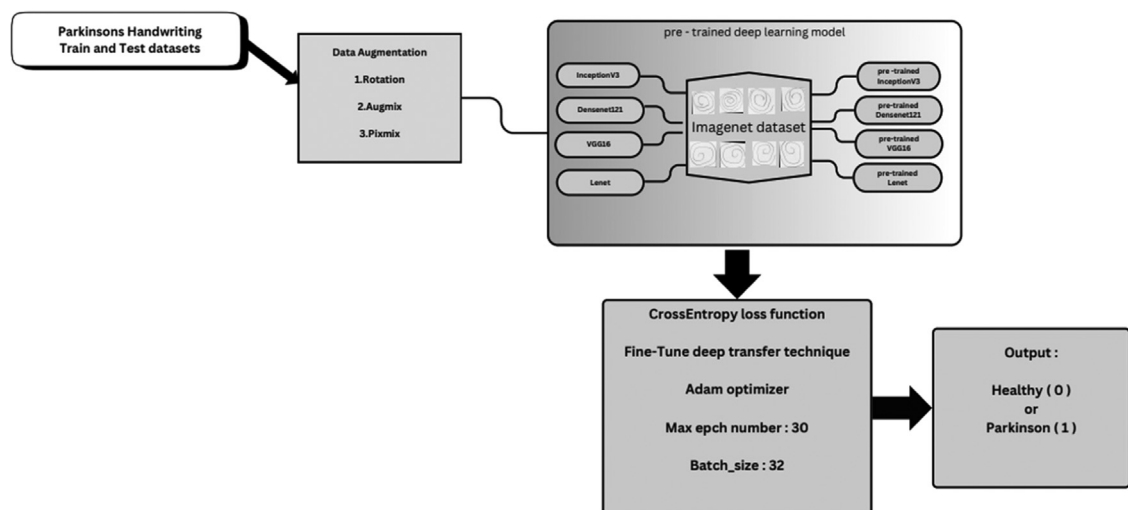 Parkinsons Handwriting
Train and Test datasets
Data Augmentation
1.Rotation
2.Augmix
3.Pixmix
pre - trained deep learning model
InceptionV3
Densenet121
VGG16
Lenet
Imagenet dataset
pre -trained
InceptionV3
pre-trained
Densenet121
pre-trained
VGG16
pre-trained
Lenet
CrossEntropy loss function
Fine-Tune deep transfer technique
Adam optimizer
Max epch number : 30
Batch_size : 32
Output :
Healthy ( 0 )
or
Parkinson ( 1 )